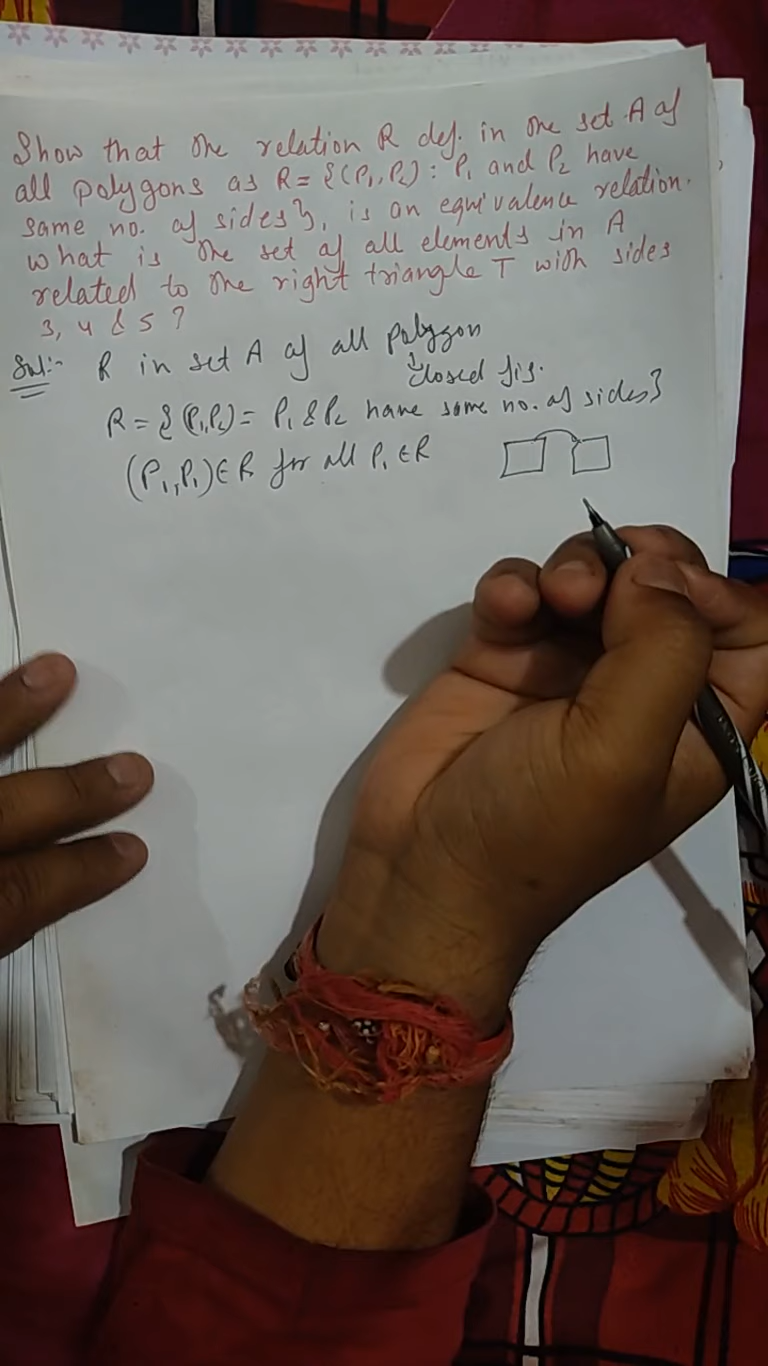 Show that the relation R def. in the set A of
all polygons as R = {(P₁, P₂) : P₁ and P₂ have
same no. of sides}, is an equivalence relation.
What is the set of all elements in A
related to the right triangle T with sides
3, 4 & 5 ?
Sol:- R in set A of all polygon
closed fig.
R = {(P₁,P₂) = P₁ & P₂ have same no. of sides}
(P₁,P₁) ∈ R for all P₁ ∈ R